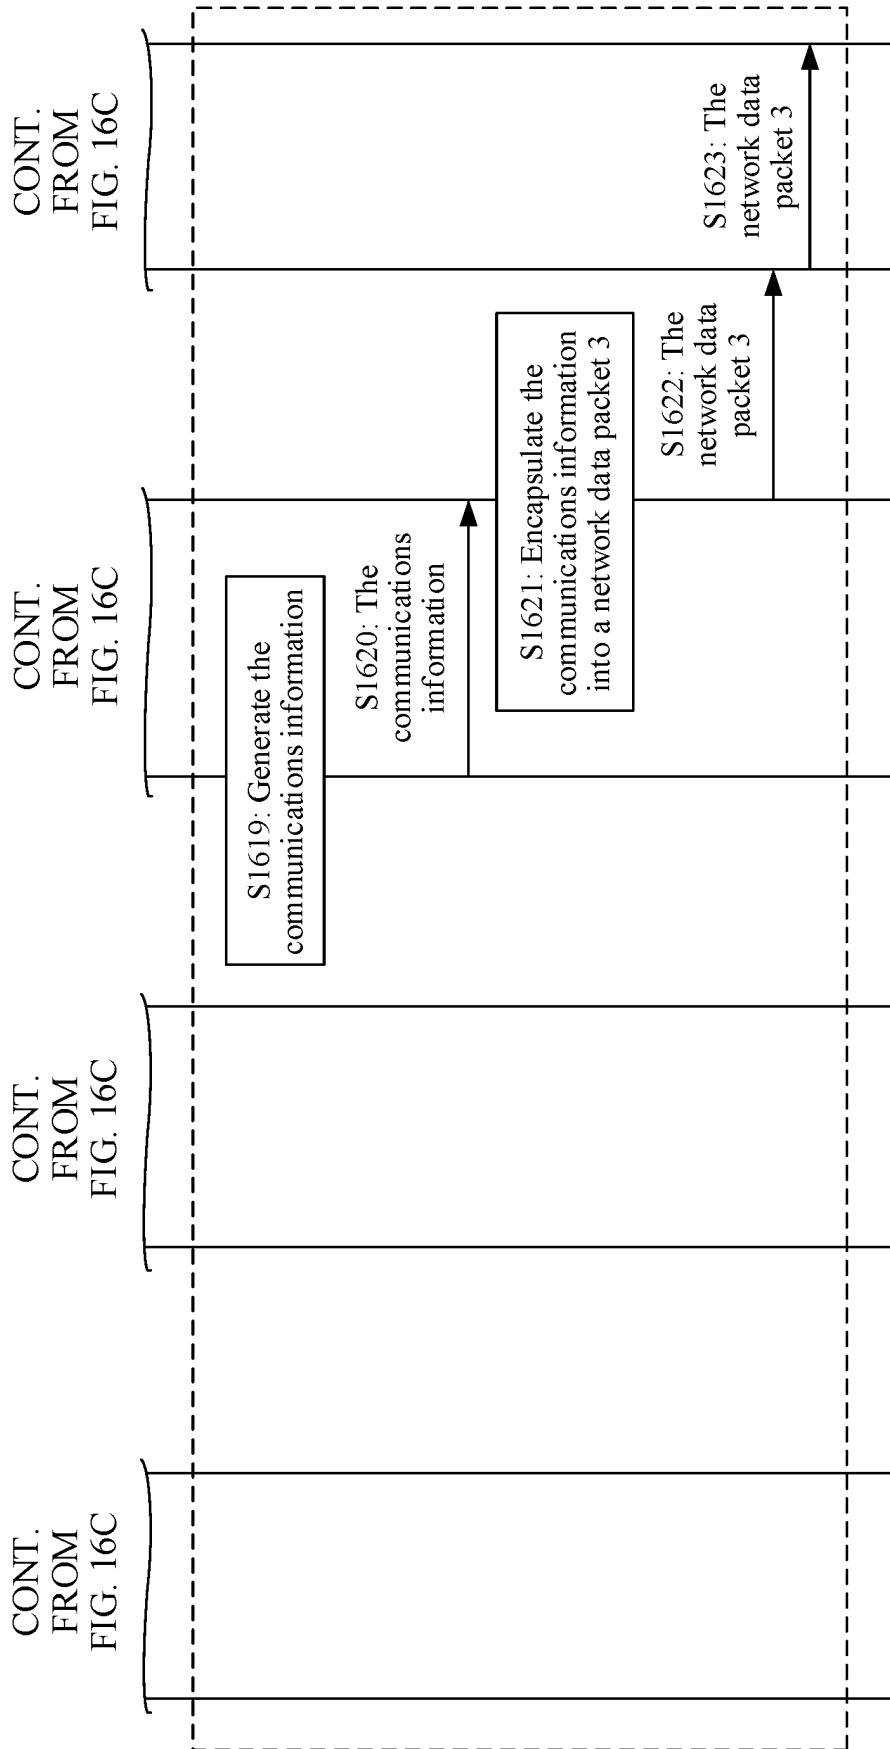 CONT.
FROM
FIG. 16C
CONT.
FROM
FIG. 16C
CONT.
FROM
FIG. 16C
CONT.
FROM
FIG. 16C
S1619: Generate the
communications information
S1620: The
communications
information
S1621: Encapsulate the
communications information
into a network data packet 3
S1622: The
network data
packet 3
S1623: The
network data
packet 3